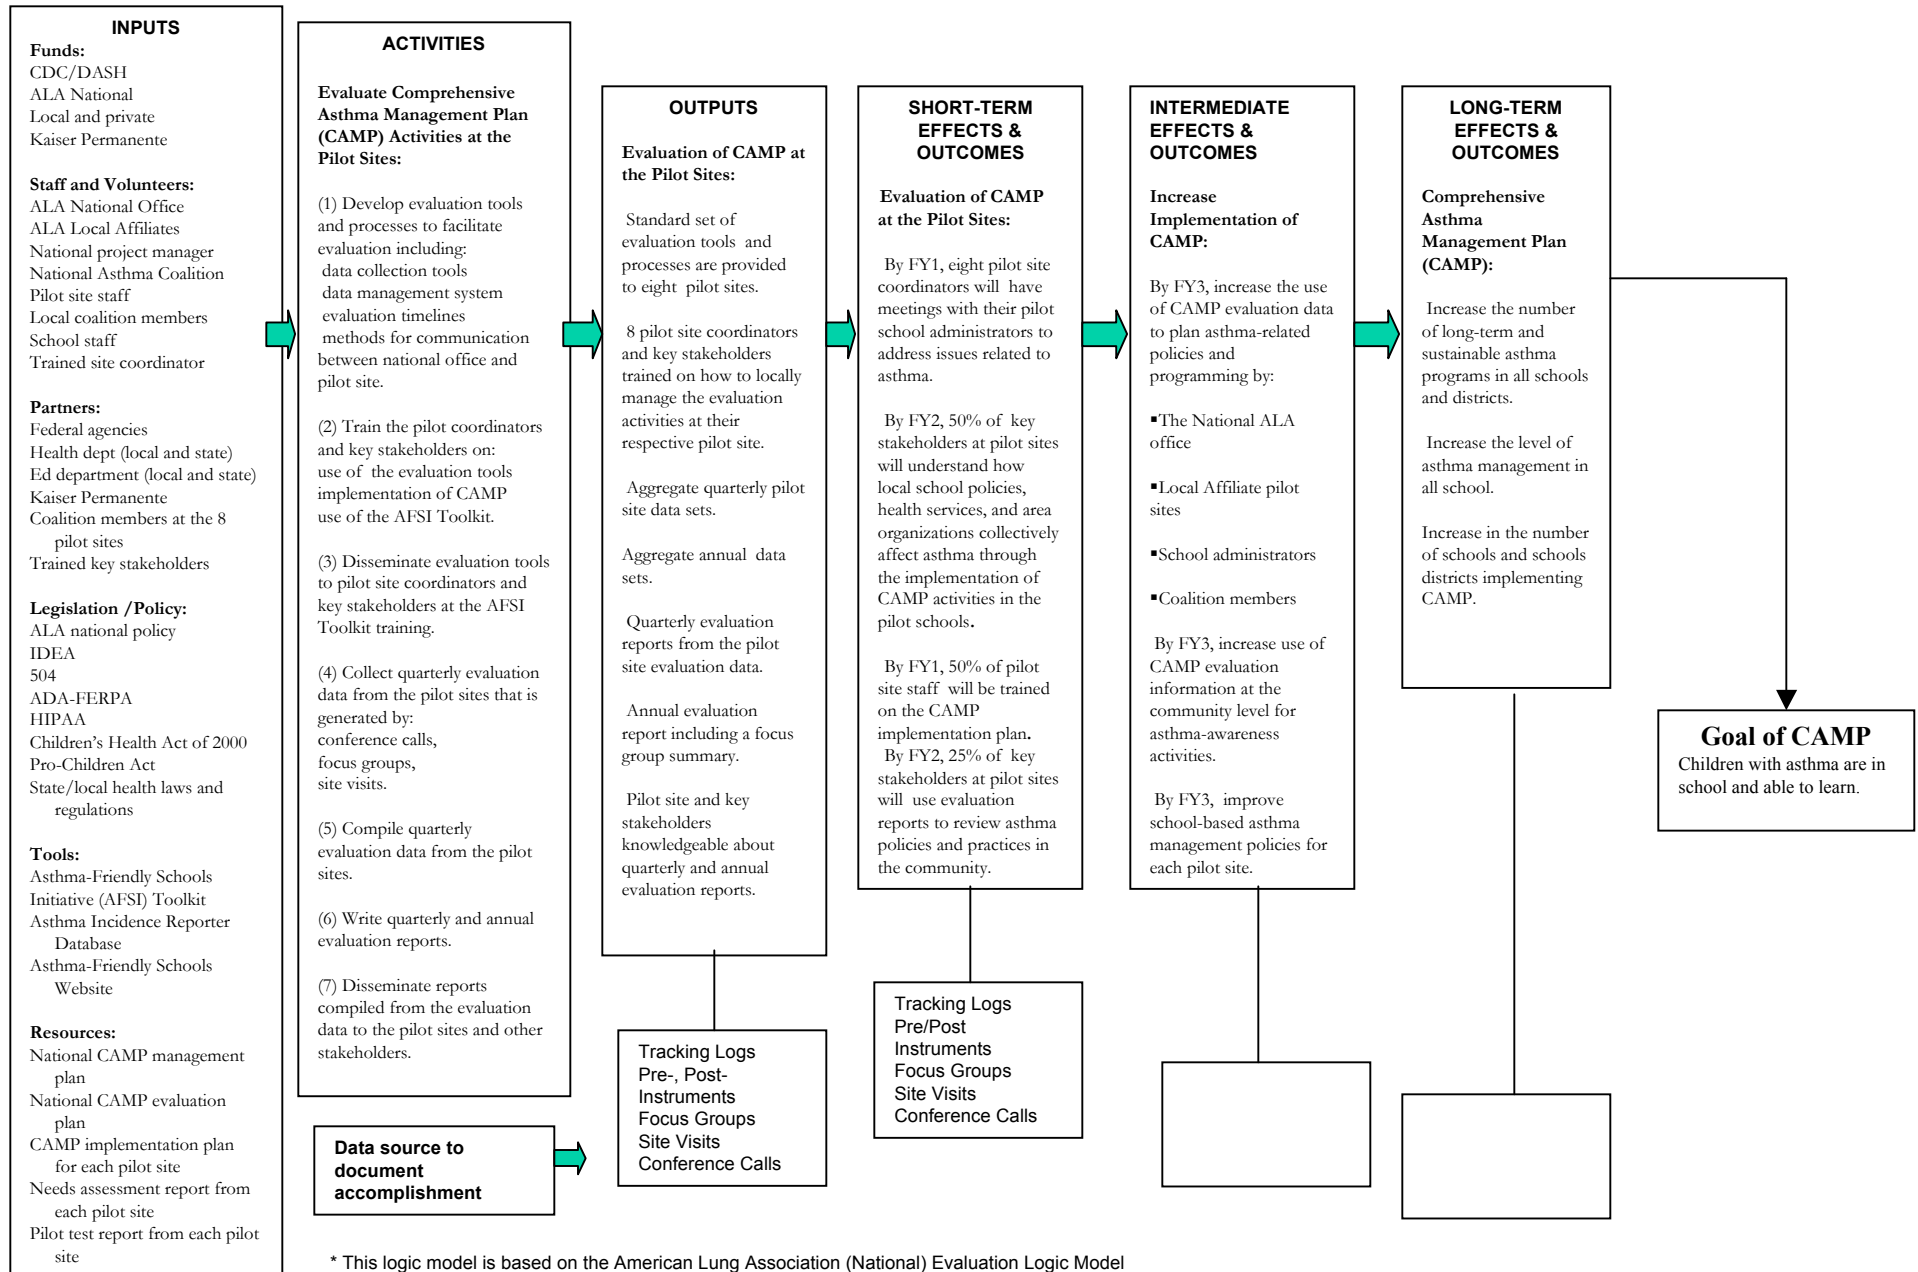 INPUTS
Funds:
CDC/DASH
ALA National
Local and private
Kaiser Permanente
Staff and Volunteers:
ALA National Office
ALA Local Affiliates
National project manager
National Asthma Coalition
Pilot site staff
Local coalition members
School staff
Trained site coordinator
Partners:
Federal agencies
Health dept (local and state)
Ed department (local and state)
Kaiser Permanente
Coalition members at the 8
pilot sites
Trained key stakeholders
Legislation /Policy:
ALA national policy
IDEA
504
ADA-FERPA
HIPAA
Children's Health Act of 2000
Pro-Children Act
State/local health laws and
regulations
Tools:
Asthma-Friendly Schools
Initiative (AFSI) Toolkit
Asthma Incidence Reporter
Database
Asthma-Friendly Schools
Website
Resources:
National CAMP management
plan
National CAMP evaluation
plan
CAMP implementation plan
for each pilot site
Needs assessment report from
each pilot site
Pilot test report from each pilot
site
ACTIVITIES
Evaluate Comprehensive
Asthma Management Plan
(CAMP) Activities at the
Pilot Sites:
(1) Develop evaluation tools
and processes to facilitate
evaluation including:
data collection tools
data management system
evaluation timelines
methods for communication
between national office and
pilot site.
(2) Train the pilot coordinators
and key stakeholders on:
use of the evaluation tools
implementation of CAMP
use of the AFSI Toolkit.
(3) Disseminate evaluation tools
to pilot site coordinators and
key stakeholders at the AFSI
Toolkit training.
(4) Collect quarterly evaluation
data from the pilot sites that is
generated by:
conference calls,
focus groups,
site visits.
(5) Compile quarterly
evaluation data from the pilot
sites.
(6) Write quarterly and annual
evaluation reports.
(7) Disseminate reports
compiled from the evaluation
data to the pilot sites and other
stakeholders.
OUTPUTS
Evaluation of CAMP at
the Pilot Sites:
Standard set of
evaluation tools and
processes are provided
to eight pilot sites.
8 pilot site coordinators
and key stakeholders
trained on how to locally
manage the evaluation
activities at their
respective pilot site.
Aggregate quarterly pilot
site data sets.
Aggregate annual data
sets.
Quarterly evaluation
reports from the pilot
site evaluation data.
Annual evaluation
report including a focus
group summary.
Pilot site and key
stakeholders
knowledgeable about
quarterly and annual
evaluation reports.
SHORT-TERM
EFFECTS &
OUTCOMES
Evaluation of CAMP
at the Pilot Sites:
By FY1, eight pilot site
coordinators will have
meetings with their pilot
school administrators to
address issues related to
asthma.
By FY2, 50% of key
stakeholders at pilot sites
will understand how
local school policies,
health services, and area
organizations collectively
affect asthma through
the implementation of
CAMP activities in the
pilot schools.
By FY1, 50% of pilot
site staff will be trained
on the CAMP
implementation plan.
By FY2, 25% of key
stakeholders at pilot sites
will use evaluation
reports to review asthma
policies and practices in
the community.
INTERMEDIATE
EFFECTS &
OUTCOMES
Increase
Implementation of
CAMP:
By FY3, increase the use
of CAMP evaluation data
to plan asthma-related
policies and
programming by:
▪The National ALA
office
▪Local Affiliate pilot
sites
▪School administrators
▪Coalition members
By FY3, increase use of
CAMP evaluation
information at the
community level for
asthma-awareness
activities.
By FY3, improve
school-based asthma
management policies for
each pilot site.
LONG-TERM
EFFECTS &
OUTCOMES
Comprehensive
Asthma
Management Plan
(CAMP):
Increase the number
of long-term and
sustainable asthma
programs in all schools
and districts.
Increase the level of
asthma management in
all school.
Increase in the number
of schools and schools
districts implementing
CAMP.
Goal of CAMP
Children with asthma are in
school and able to learn.
Data source to
document
accomplishment
Tracking Logs
Pre-, Post-
Instruments
Focus Groups
Site Visits
Conference Calls
Tracking Logs
Pre/Post
Instruments
Focus Groups
Site Visits
Conference Calls
* This logic model is based on the American Lung Association (National) Evaluation Logic Model